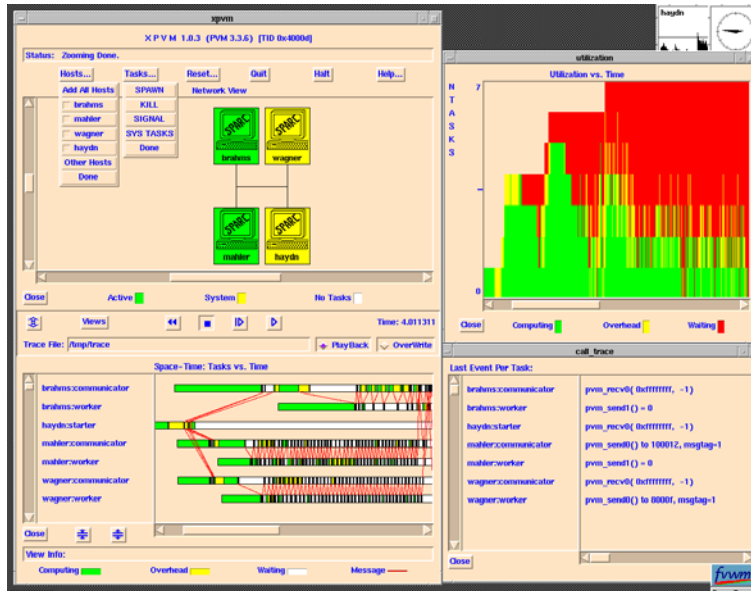 xpvm
X P V M 1.0.3 (PVM 3.3.6) [TID 0x4000d]
Status: Zooming Done.
Hosts... Tasks... Reset... Quit Halt Help...
Add All Hosts SPAWN Network View
brahms KILL
mahler SIGNAL
wagner SYS TASKS
haydn Done
Other Hosts
Done
SPARC SPARC
brahms wagner
SPARC SPARC
mahler haydn
Close Active System No Tasks
Views Time: 4.011311
Trace File: /tmp/trace PlayBack OverWrite
Space-Time: Tasks vs. Time
brahms:communicator
brahms:worker
haydn:starter
mahler:communicator
mahler:worker
wagner:communicator
wagner:worker
Close
View Info:
Computing Overhead Waiting Message
haydn
utilization
Utilization vs. Time
N 7
T
A
S
K
S
0
Close Computing Overhead Waiting
call_trace
Last Event Per Task:
brahms:communicator pvm_recv0( 0xffffffff, -1)
brahms:worker pvm_send1() = 0
haydn:starter pvm_recv0( 0xffffffff, -1)
mahler:communicator pvm_send0() to 100012, msgtag=1
mahler:worker pvm_send1() = 0
wagner:communicator pvm_recv0( 0xffffffff, -1)
wagner:worker pvm_send0() to 8000f, msgtag=1
Close
fvwm